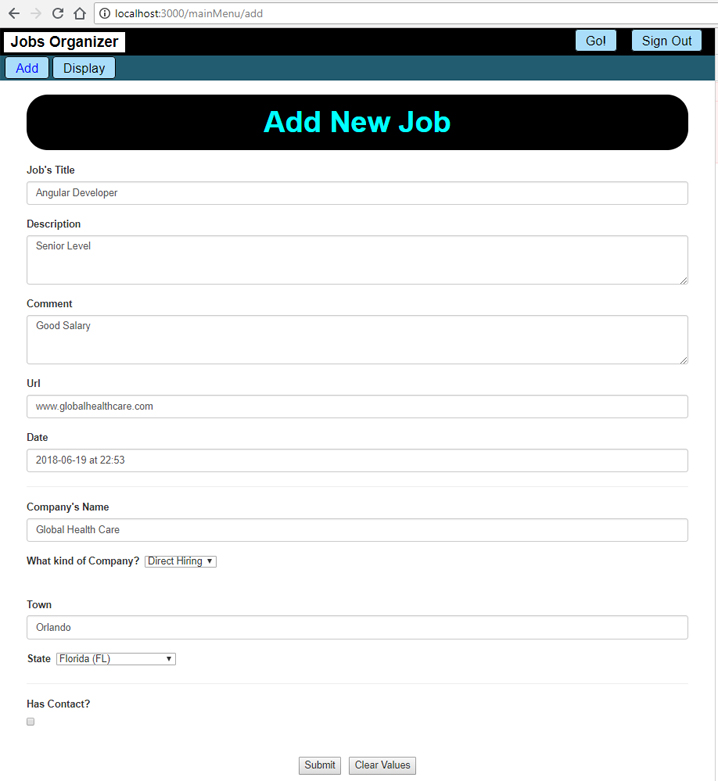 localhost:3000/mainMenu/add
Jobs Organizer
Go!
Sign Out
Add
Display
Add New Job
Job's Title
Angular Developer
Description
Senior Level
Comment
Good Salary
Url
www.globalhealthcare.com
Date
2018-06-19 at 22:53
Company's Name
Global Health Care
What kind of Company? Direct Hiring
Town
Orlando
State Florida (FL)
Has Contact?
Submit
Clear Values